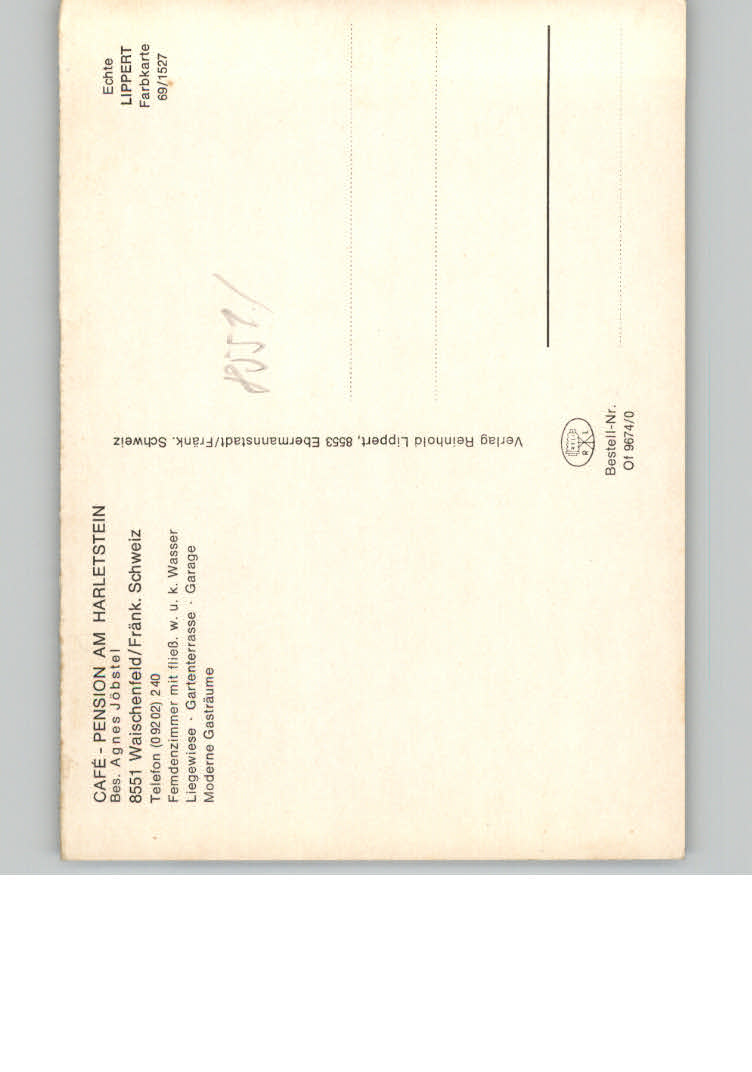 CAFÉ - PENSION AM HARLETSTEIN
Bes. Agnes Jöbstel
8551 Waischenfeld/Fränk. Schweiz
Telefon (09202) 240
Femdenzimmer mit fließ. w. u. k. Wasser
Liegewiese · Gartenterrasse · Garage
Moderne Gasträume
Echte
LIPPERT
Farbkarte
69/1527
8551
Verlag Reinhold Lippert, 8553 Ebermannstadt/Fränk. Schweiz
R L
Bestell-Nr.
Of 9674/0